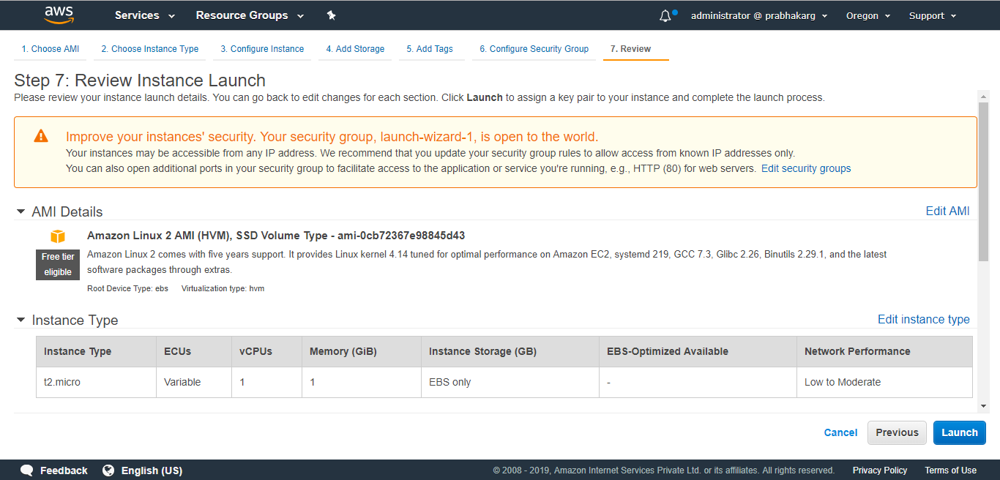 aws Services Resource Groups administrator @ prabhakarg Oregon Support
1. Choose AMI 2. Choose Instance Type 3. Configure Instance 4. Add Storage 5. Add Tags 6. Configure Security Group 7. Review
Step 7: Review Instance Launch
Please review your instance launch details. You can go back to edit changes for each section. Click Launch to assign a key pair to your instance and complete the launch process.
Improve your instances' security. Your security group, launch-wizard-1, is open to the world.
Your instances may be accessible from any IP address. We recommend that you update your security group rules to allow access from known IP addresses only.
You can also open additional ports in your security group to facilitate access to the application or service you're running, e.g., HTTP (80) for web servers. Edit security groups
AMI Details Edit AMI
Amazon Linux 2 AMI (HVM), SSD Volume Type - ami-0cb72367e98845d43
Free tier eligible
Amazon Linux 2 comes with five years support. It provides Linux kernel 4.14 tuned for optimal performance on Amazon EC2, systemd 219, GCC 7.3, Glibc 2.26, Binutils 2.29.1, and the latest
software packages through extras.
Root Device Type: ebs Virtualization type: hvm
Instance Type Edit instance type
Instance Type ECUs vCPUs Memory (GiB) Instance Storage (GB) EBS-Optimized Available Network Performance
t2.micro Variable 1 1 EBS only - Low to Moderate
Cancel Previous Launch
Feedback English (US) © 2008 - 2019, Amazon Internet Services Private Ltd. or its affiliates. All rights reserved. Privacy Policy Terms of Use